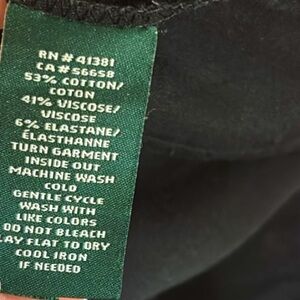 RN # 41381
CA # 56658
53% COTTON/
COTON
41% VISCOSE/
VISCOSE
6% ELASTANE/
ÉLASTHANNE
TURN GARMENT
INSIDE OUT
MACHINE WASH
COLD
GENTLE CYCLE
WASH WITH
LIKE COLORS
DO NOT BLEACH
LAY FLAT TO DRY
COOL IRON
IF NEEDED